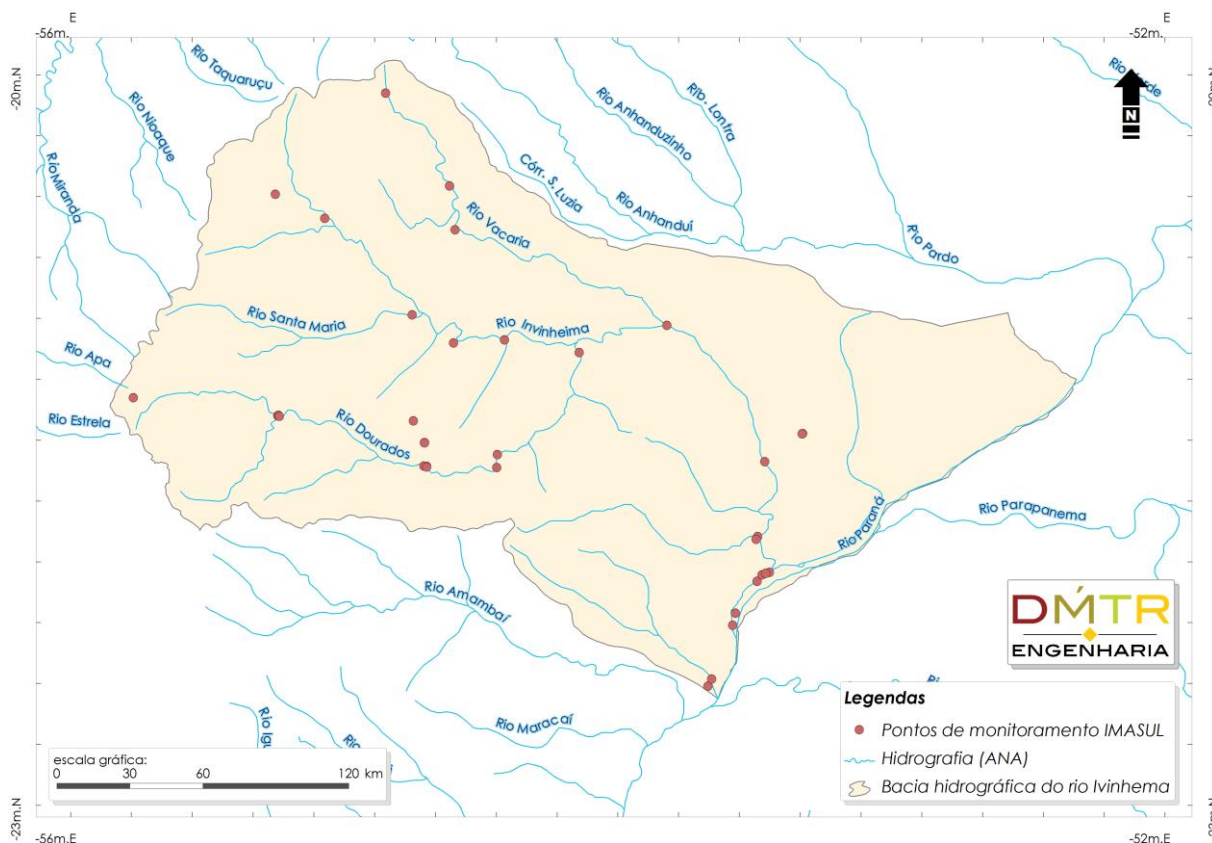 E
E
-56m.
-52m.
-20m.N
Rio Taquaruçu
Rio Nioaque
Rio Miranda
Rio Anhanduzinho
Rib. Lontra
Córr. S. Luzia
Rio Anhanduí
Rio Pardo
N
Rio Vacaria
Rio Santa Maria
Rio Invinheima
Rio Apa
Rio Estrela
Rio Dourados
Rio Paraná
Rio Parapanema
Rio Amambaí
Rio Maracaí
DMTR
ENGENHARIA
Legendas
Pontos de monitoramento IMASUL
Hidrografia (ANA)
Bacia hidrográfica do rio Ivinhema
escala gráfica:
0 30 60 120 km
-23m.N
-56m.E
-52m.E